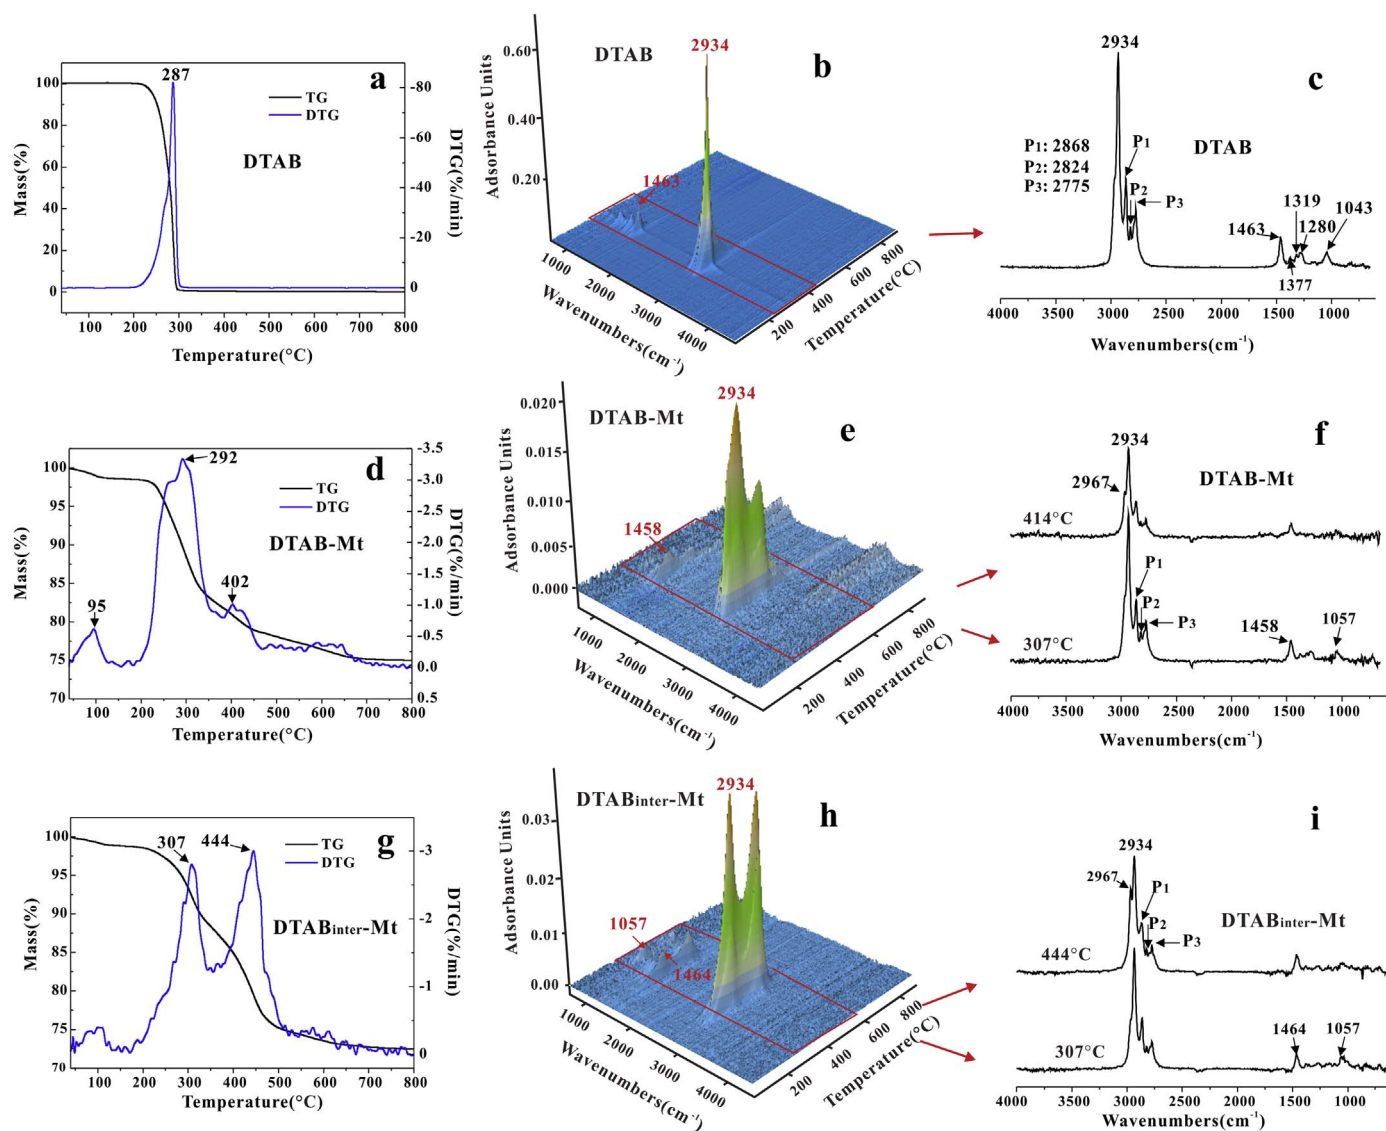 a
287
TG
DTG
DTAB
Mass(%)
100
80
60
40
20
0
DTG(%/min)
-80
-60
-40
-20
0
100 200 300 400 500 600 700 800
Temperature(°C)
b
DTAB
2934
1463
Adsorbance Units
0.60
0.40
0.20
1000
2000
3000
4000
Wavenumbers(cm-1)
200
400
600
800
Temperature(°C)
c
2934
P1: 2868
P2: 2824
P3: 2775
DTAB
P1
P2
P3
1463
1319
1280
1043
1377
4000 3000 2500 2000 1500 1000
Wavenumbers(cm-1)
d
292
TG
DTG
DTAB-Mt
95
402
Mass(%)
100
95
90
85
80
75
70
DTG(%/min)
-3.5
-3.0
-2.5
-2.0
-1.5
-1.0
-0.5
0.0
0.5
100 200 300 400 500 600 700 800
Temperature(°C)
e
DTAB-Mt
2934
1458
Adsorbance Units
0.020
0.015
0.010
0.005
0.000
1000
2000
3000
4000
Wavenumbers(cm-1)
200
400
600
800
Temperature(°C)
f
2934
DTAB-Mt
2967
414°C
P1
P2
P3
1458
1057
307°C
4000 3000 2500 2000 1500 1000
Wavenumbers(cm-1)
g
307
444
TG
DTG
DTABinter-Mt
Mass(%)
100
95
90
85
80
75
70
DTG(%/min)
-3
-2
-1
0
100 200 300 400 500 600 700 800
Temperature(°C)
h
DTABinter-Mt
2934
1057
1464
Adsorbance Units
0.03
0.02
0.01
0.00
1000
2000
3000
4000
Wavenumbers(cm-1)
200
400
600
800
Temperature(°C)
i
2934
2967
P1
P2
P3
DTABinter-Mt
444°C
1464
1057
307°C
4000 3000 2500 2000 1500 1000
Wavenumbers(cm-1)